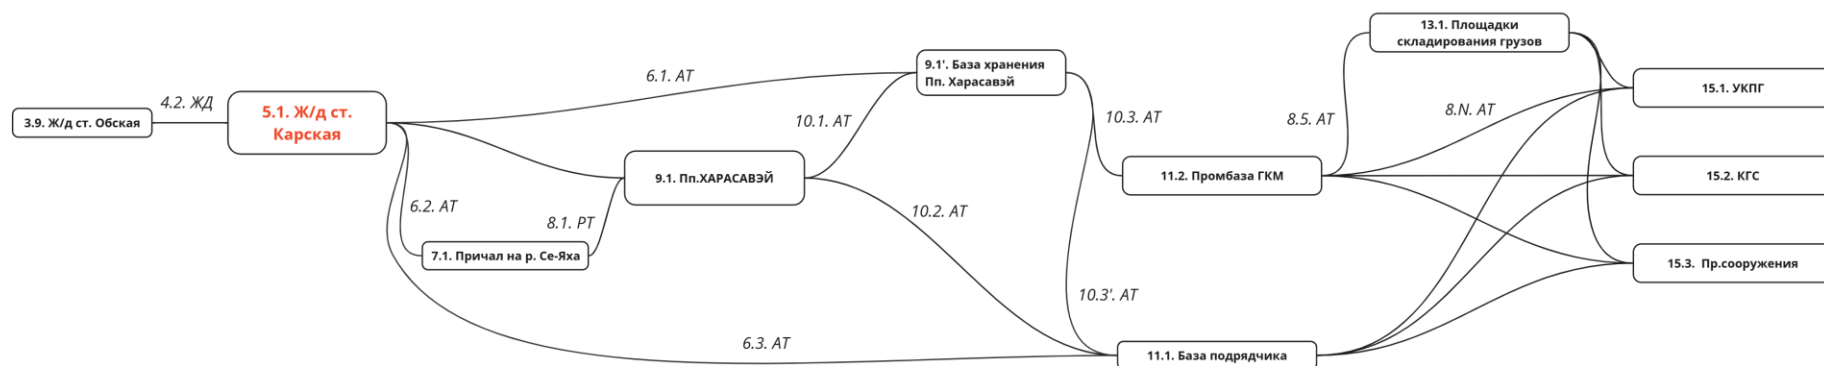 13.1. Площадки
складирования грузов
9.1'. База хранения
Пп. Харасавэй
6.1. АТ
15.1. УКПГ
4.2. ЖД
5.1. Ж/д ст.
Карская
3.9. Ж/д ст. Обская
10.1. АТ
10.3. АТ
8.5. АТ
8.N. АТ
9.1. Пп.ХАРАСАВЭЙ
11.2. Промбаза ГКМ
15.2. КГС
6.2. АТ
8.1. РТ
10.2. АТ
7.1. Причал на р. Се-Яха
15.3. Пр.сооружения
10.3'. АТ
6.3. АТ
11.1. База подрядчика